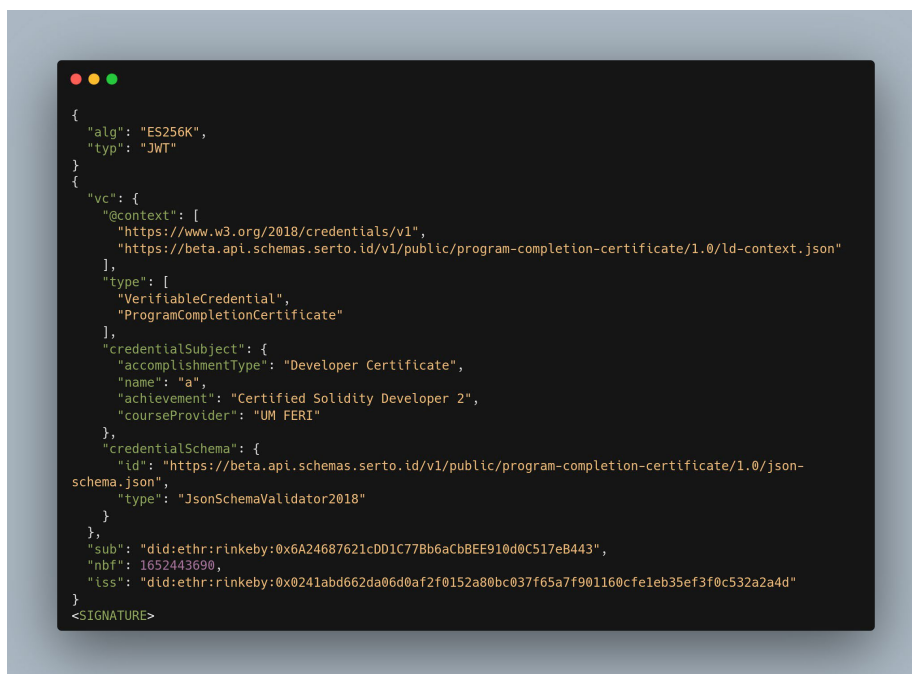 {
  "alg": "ES256K",
  "typ": "JWT"
}
{
  "vc": {
    "@context": [
      "https://www.w3.org/2018/credentials/v1",
      "https://beta.api.schemas.serto.id/v1/public/program-completion-certificate/1.0/ld-context.json"
    ],
    "type": [
      "VerifiableCredential",
      "ProgramCompletionCertificate"
    ],
    "credentialSubject": {
      "accomplishmentType": "Developer Certificate",
      "name": "a",
      "achievement": "Certified Solidity Developer 2",
      "courseProvider": "UM FERI"
    },
    "credentialSchema": {
      "id": "https://beta.api.schemas.serto.id/v1/public/program-completion-certificate/1.0/json-
schema.json",
      "type": "JsonSchemaValidator2018"
    }
  },
  "sub": "did:ethr:rinkeby:0x6A24687621cDD1C77Bb6aCbBEE910d0C517eB443",
  "nbf": 1652443690,
  "iss": "did:ethr:rinkeby:0x0241abd662da06d0af2f0152a80bc037f65a7f901160cfe1eb35ef3f0c532a2a4d"
}
<SIGNATURE>